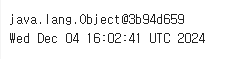 java.lang.Object@3b94d659
Wed Dec 04 16:02:41 UTC 2024